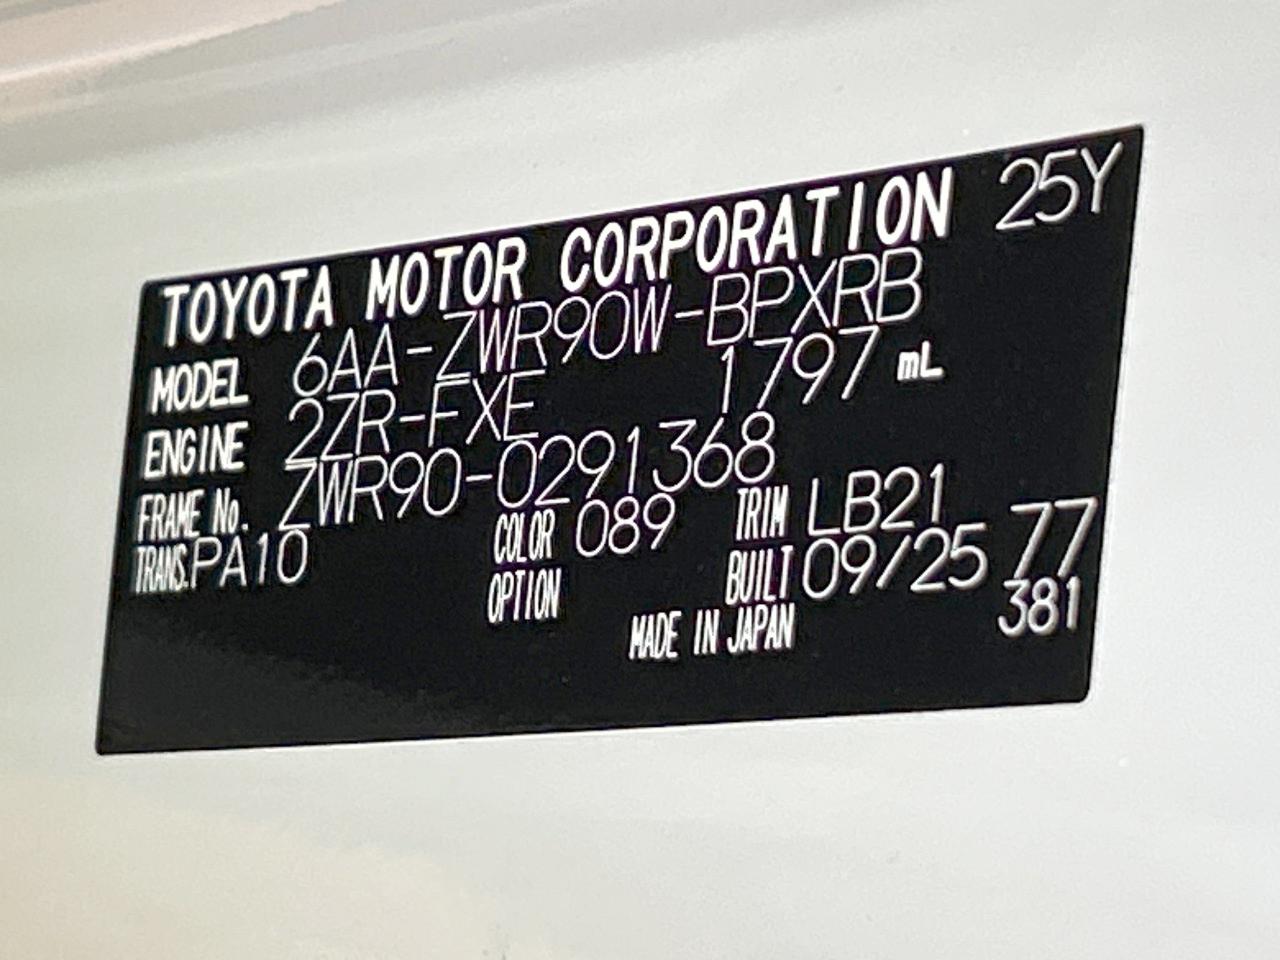 TOYOTA MOTOR CORPORATION 25Y
MODEL 6AA-ZWR90W-BPXRB
ENGINE 2ZR-FXE 1797 mL
FRAME No. ZWR90-0291368
TRANS. PA10 COLOR 089 TRIM LB21 77
OPTION BUILT 09/25 381
MADE IN JAPAN